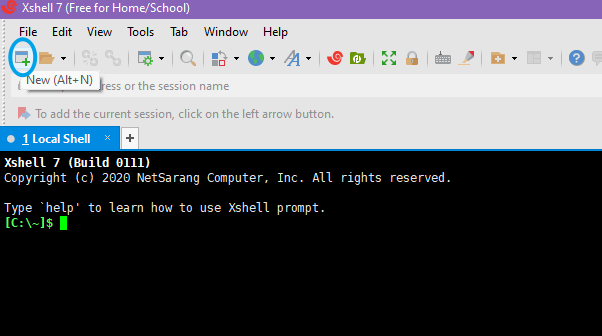 Xshell 7 (Free for Home/School)
File Edit View Tools Tab Window Help
New (Alt+N)
or the session name
To add the current session, click on the left arrow button.
1 Local Shell × +
Xshell 7 (Build 0111)
Copyright (c) 2020 NetSarang Computer, Inc. All rights reserved.
Type `help' to learn how to use Xshell prompt.
[C:\~]$